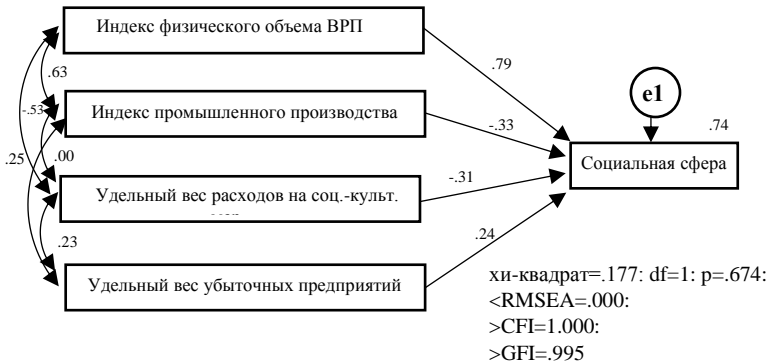 Индекс физического объема ВРП
.79
.63
e1
-.53
Индекс промышленного производства
-.33
.74
.25
.00
Социальная сфера
Удельный вес расходов на соц.-культ.
-.31
.23
.24
Удельный вес убыточных предприятий
хи-квадрат=.177: df=1: p=.674:
<RMSEA=.000:
>CFI=1.000:
>GFI=.995